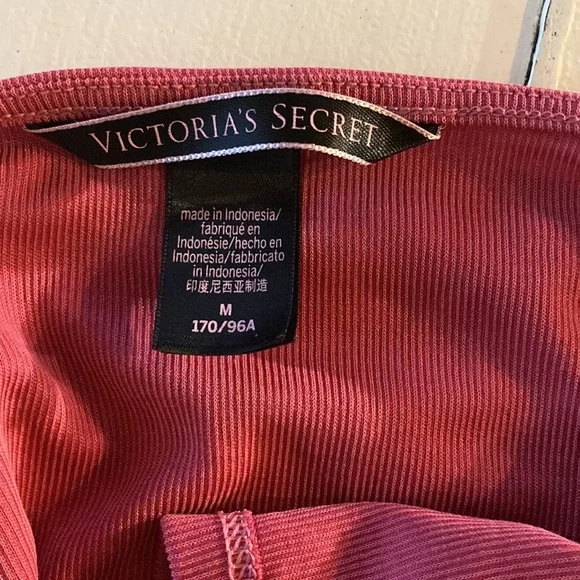 VICTORIA'S SECRET
made in Indonesia/
fabriqué en
Indonésie/hecho en
Indonesia/fabbricato
in Indonesia/
印度尼西亚制造
M
170/96A